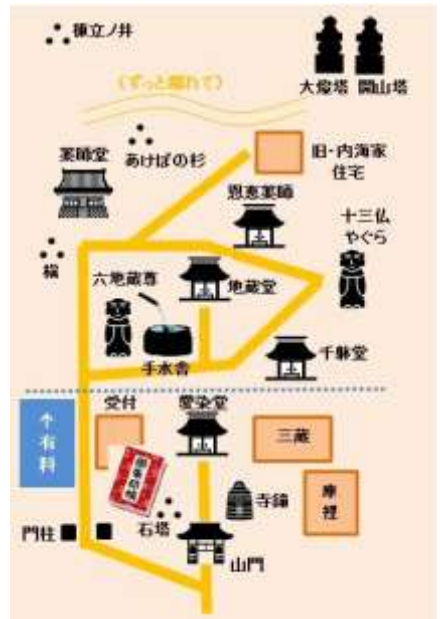 棟立ノ井
大燈塔 開山塔
(ずっと離れて)
あけぼの杉
薬師堂
旧・内海家
住宅
恩恵薬師
十三仏
やぐら
槇
六地蔵尊
地蔵堂
手水舎
千躰堂
↑有料
受付
愛染堂
三蔵
庫裡
寺鐘
石塔
門柱
山門